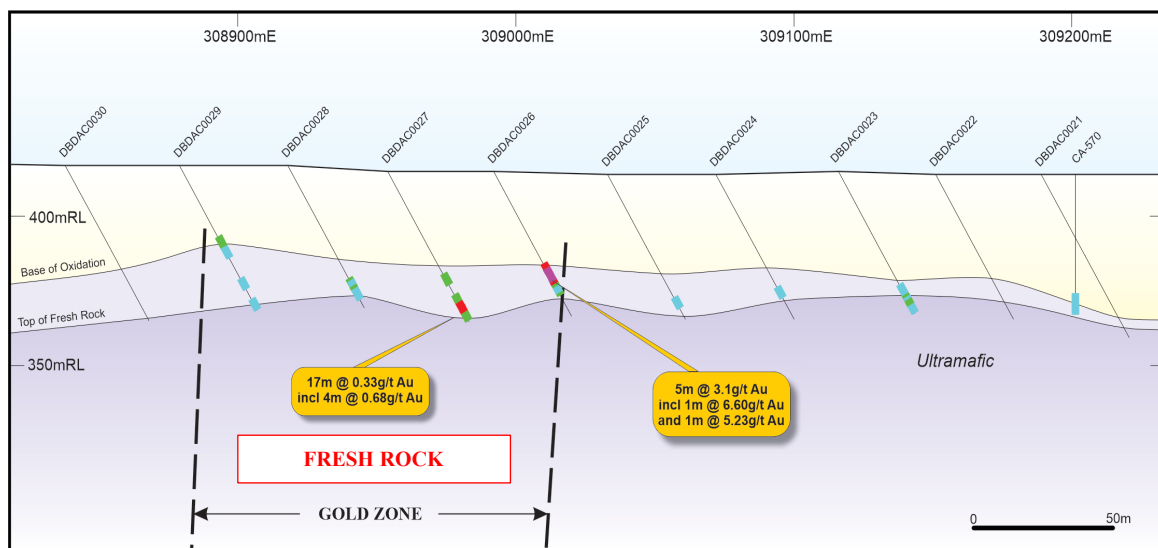 308900mE
309000mE
309100mE
309200mE
DBDAC0030
DBDAC0029
DBDAC0028
DBDAC0027
DBDAC0026
DBDAC0025
DBDAC0024
DBDAC0023
DBDAC0022
DBDAC0021
CA-570
400mRL
Base of Oxidation
Top of Fresh Rock
350mRL
Ultramafic
17m @ 0.33g/t Au
incl 4m @ 0.68g/t Au
5m @ 3.1g/t Au
incl 1m @ 6.60g/t Au
and 1m @ 5.23g/t Au
FRESH ROCK
GOLD ZONE
0
50m